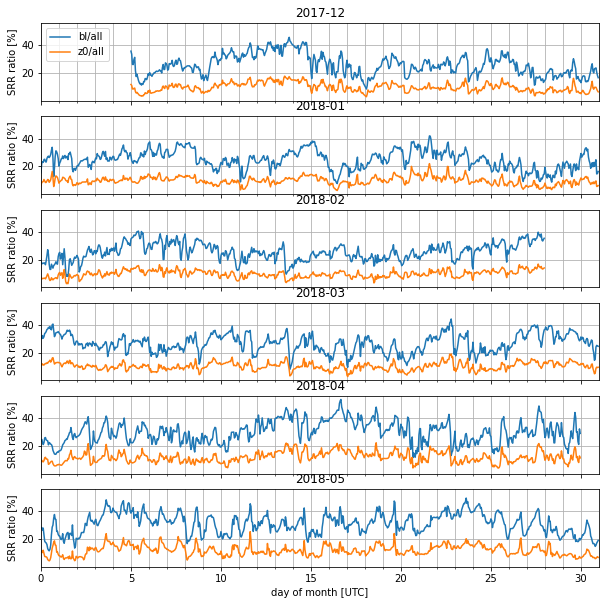 2017-12
SRR ratio [%]
40
20
bl/all
z0/all
2018-01
SRR ratio [%]
40
20
2018-02
SRR ratio [%]
40
20
2018-03
SRR ratio [%]
40
20
2018-04
SRR ratio [%]
40
20
2018-05
SRR ratio [%]
40
20
0 5 10 15 20 25 30
day of month [UTC]